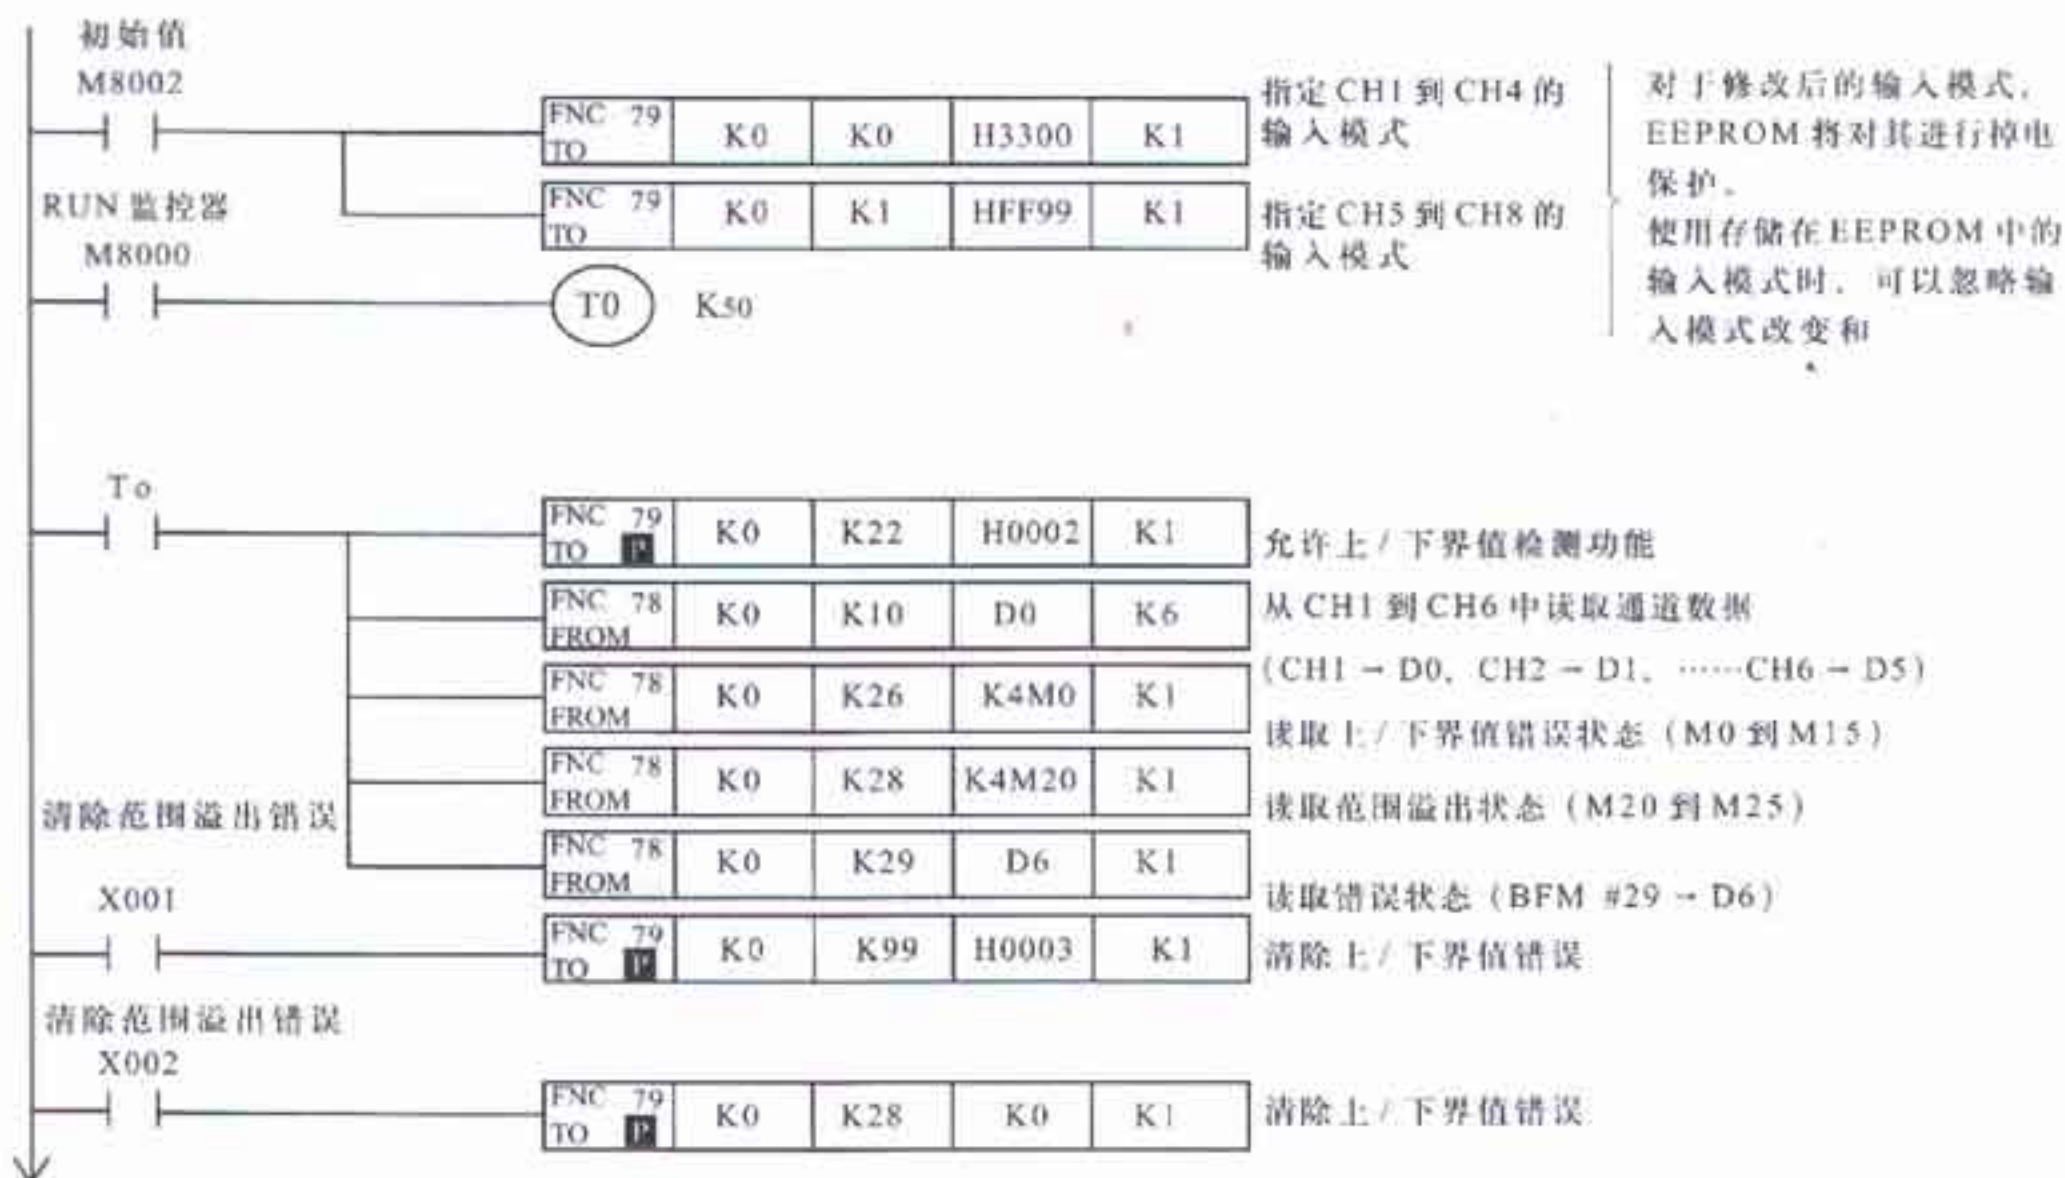 初始值
M8002
FNC 79 TO K0 K0 H3300 K1
指定CH1到CH4的
输入模式
RUN 监控器
FNC 79 TO K0 K1 HFF99 K1
指定CH5到CH8的
输入模式
M8000
T0 K50
对于修改后的输入模式,
EEPROM 将对其进行掉电
保护。
使用存储在EEPROM 中的
输入模式时, 可以忽略输
入模式改变和
To
FNC 79 TO P K0 K22 H0002 K1
允许上/下界值检测功能
FNC 78 FROM K0 K10 D0 K6
从CH1到CH6中读取通道数据
(CH1→D0, CH2→D1, ……CH6→D5)
FNC 78 FROM K0 K26 K4M0 K1
读取上/下界值错误状态 (M0到M15)
FNC 78 FROM K0 K28 K4M20 K1
读取范围溢出状态 (M20到M25)
清除范围溢出错误
FNC 78 FROM K0 K29 D6 K1
读取错误状态 (BFM #29→D6)
X001
FNC 79 TO P K0 K99 H0003 K1
清除上/下界值错误
清除范围溢出错误
X002
FNC 79 TO P K0 K28 K0 K1
清除上/下界值错误